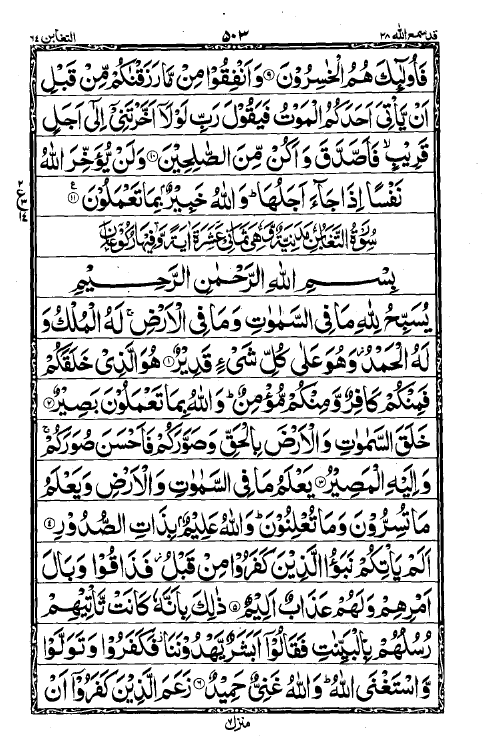 قد سمع الله ٢٨ ٥٠٣ التغابن ٦٤
فَاُولٰٓئِكَ هُمُ الْخٰسِرُوْنَ ۝٩ وَاَنْفِقُوْا مِنْ مَّا رَزَقْنٰكُمْ مِّنْ قَبْلِ
اَنْ يَّاْتِىَ اَحَدَكُمُ الْمَوْتُ فَيَقُوْلَ رَبِّ لَوْلَاۤ اَخَّرْتَنِىْۤ اِلٰٓى اَجَلٍ
قَرِيْبٍ ۙ فَاَصَّدَّقَ وَاَكُنْ مِّنَ الصّٰلِحِيْنَ ۝١٠ وَلَنْ يُّؤَخِّرَ اللّٰهُ
نَفْسًا اِذَا جَآءَ اَجَلُهَا ؕ وَاللّٰهُ خَبِيْرٌۢ بِمَا تَعْمَلُوْنَ ۝١١
سُوْرَةُ التَّغَابُنِ مَدَنِيَّةٌ وَّهِىَ ثَمَانِىَ عَشْرَةَ اٰيَةً وَّفِيْهَا رُكُوْعَانِ
بِسْمِ اللّٰهِ الرَّحْمٰنِ الرَّحِيْمِ
يُسَبِّحُ لِلّٰهِ مَا فِى السَّمٰوٰتِ وَمَا فِى الْاَرْضِ ۚ لَهُ الْمُلْكُ وَ
لَهُ الْحَمْدُ ؗ وَهُوَ عَلٰى كُلِّ شَىْءٍ قَدِيْرٌ ۝١ هُوَ الَّذِىْ خَلَقَكُمْ
فَمِنْكُمْ كَافِرٌ وَّمِنْكُمْ مُّؤْمِنٌ ؕ وَاللّٰهُ بِمَا تَعْمَلُوْنَ بَصِيْرٌ ۝٢
خَلَقَ السَّمٰوٰتِ وَالْاَرْضَ بِالْحَقِّ وَصَوَّرَكُمْ فَاَحْسَنَ صُوَرَكُمْ ۚ
وَاِلَيْهِ الْمَصِيْرُ ۝٣ يَعْلَمُ مَا فِى السَّمٰوٰتِ وَالْاَرْضِ وَيَعْلَمُ
مَا تُسِرُّوْنَ وَمَا تُعْلِنُوْنَ ؕ وَاللّٰهُ عَلِيْمٌۢ بِذَاتِ الصُّدُوْرِ ۝٤
اَلَمْ يَاْتِكُمْ نَبَؤُا الَّذِيْنَ كَفَرُوْا مِنْ قَبْلُ ؗ فَذَاقُوْا وَبَالَ
اَمْرِهِمْ وَلَهُمْ عَذَابٌ اَلِيْمٌ ۝٥ ذٰلِكَ بِاَنَّهٗ كَانَتْ تَّاْتِيْهِمْ
رُسُلُهُمْ بِالْبَيِّنٰتِ فَقَالُوْۤا اَبَشَرٌ يَّهْدُوْنَنَا ؗ فَكَفَرُوْا وَتَوَلَّوْا
وَّاسْتَغْنَى اللّٰهُ ؕ وَاللّٰهُ غَنِىٌّ حَمِيْدٌ ۝٦ زَعَمَ الَّذِيْنَ كَفَرُوْۤا اَنْ
منزل ٧